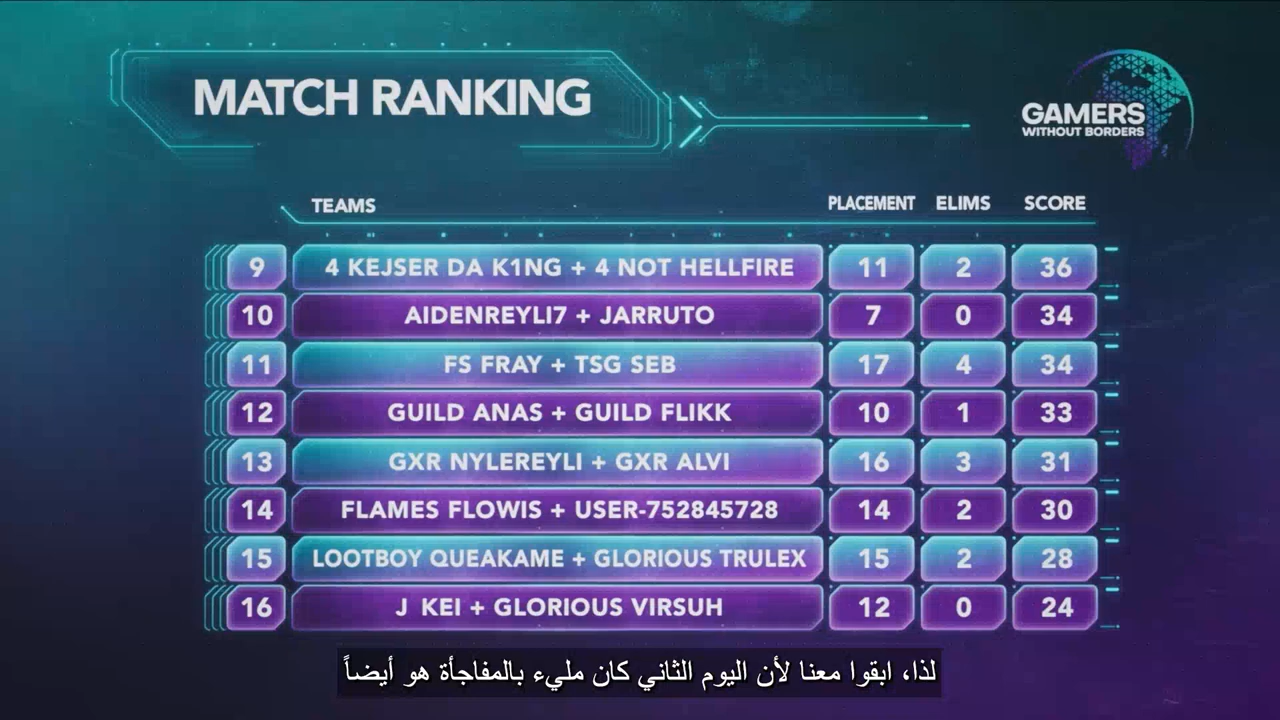 MATCH RANKING
GAMERS
WITHOUT BORDERS
TEAMS PLACEMENT ELIMS SCORE
9 4 KEJSER DA K1NG + 4 NOT HELLFIRE 11 2 36
10 AIDENREYLI7 + JARRUTO 7 0 34
11 FS FRAY + TSG SEB 17 4 34
12 GUILD ANAS + GUILD FLIKK 10 1 33
13 GXR NYLEREYLI + GXR ALVI 16 3 31
14 FLAMES FLOWIS + USER-752845728 14 2 30
15 LOOTBOY QUEAKAME + GLORIOUS TRULEX 15 2 28
16 J KEI + GLORIOUS VIRSUH 12 0 24
لذا، ابقوا معنا لأن اليوم الثاني كان مليء بالمفاجأة هو أيضاً